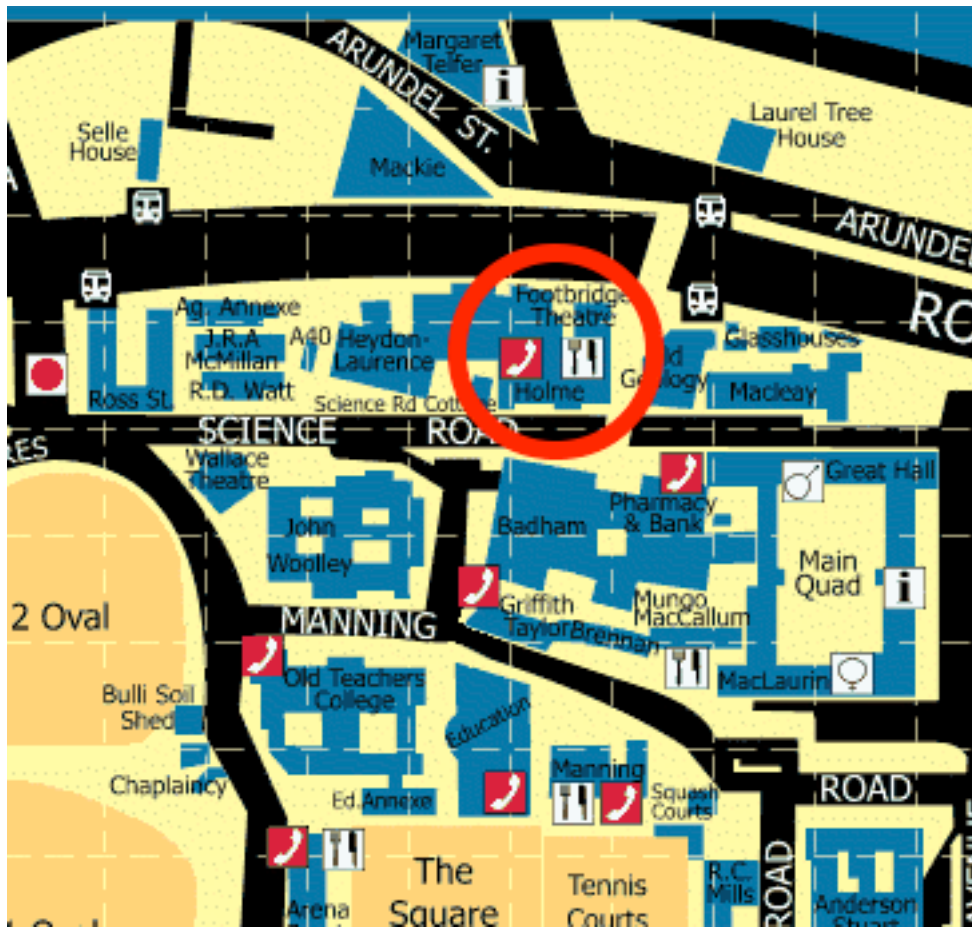 Margaret
Telfer
i
ARUNDEL ST.
Laurel Tree
House
Selle
House
Mackie
A
ARUNDE
RO
Footbridge
Theatre
Ag. Annexe
J.R.A
McMillan
R.D. Watt
A40
Heydon-
Laurence
Glasshouses
Geology
Macleay
Ross St.
Science Rd Cottage
Holme
SCIENCE ROAD
RES
Wallace
Theatre
Great Hall
Pharmacy
& Bank
John
Woolley
Badham
Main
Quad
i
2 Oval
MANNING
Griffith
Taylor
Brennan
Mungo
MacCallum
MacLaurin
Old Teachers
College
Bulli Soil
Shed
Education
Chaplaincy
Ed.Annexe
Manning
Squash
Courts
ROAD
The
Square
Tennis
Courts
R.C.
Mills
ROAD
Arena
Anderson
Stuart
Oval